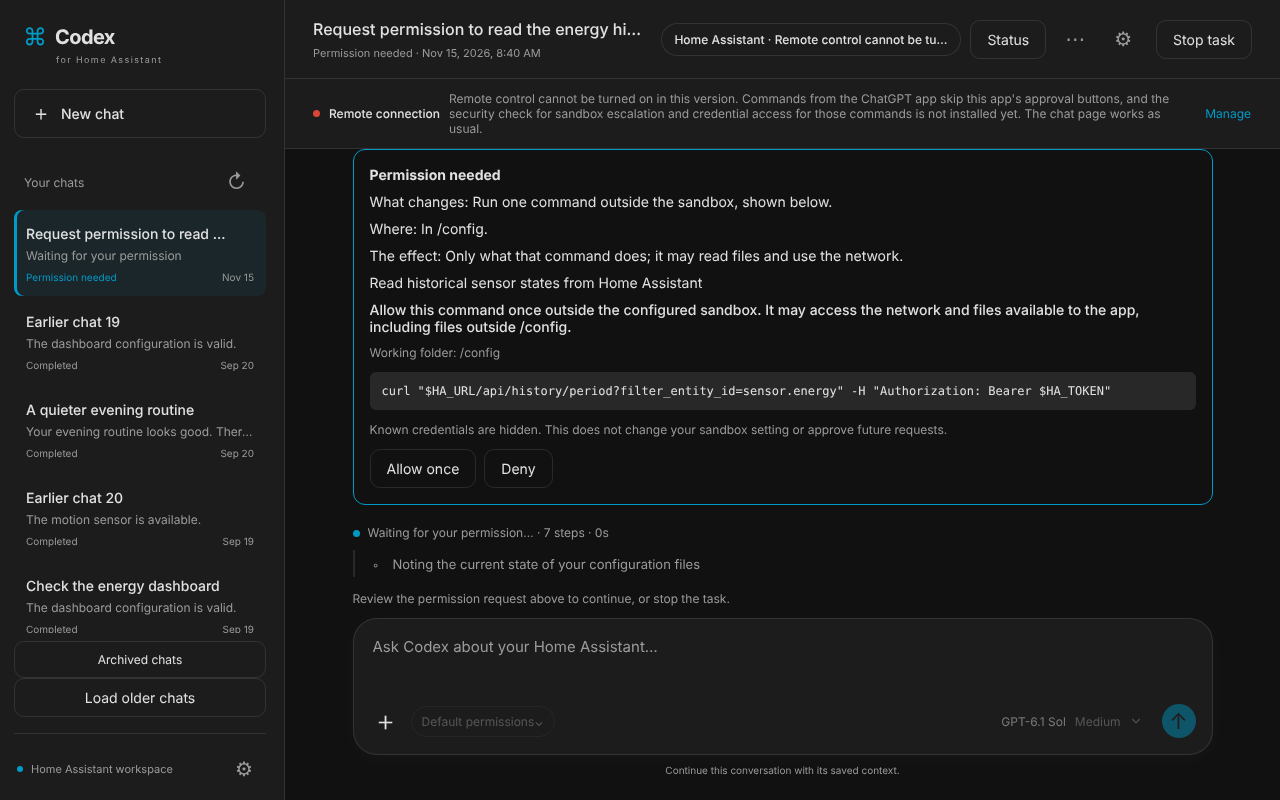 ⌘ Codex
for Home Assistant
+ New chat
Your chats
Request permission to read ...
Waiting for your permission
Permission needed Nov 15
Earlier chat 19
The dashboard configuration is valid.
Completed Sep 20
A quieter evening routine
Your evening routine looks good. Ther...
Completed Sep 20
Earlier chat 20
The motion sensor is available.
Completed Sep 19
Check the energy dashboard
The dashboard configuration is valid.
Completed Sep 19
Archived chats
Load older chats
Home Assistant workspace
Request permission to read the energy hi...
Permission needed · Nov 15, 2026, 8:40 AM
Home Assistant · Remote control cannot be tu...
Status
Stop task
Remote connection
Remote control cannot be turned on in this version. Commands from the ChatGPT app skip this app's approval buttons, and the
security check for sandbox escalation and credential access for those commands is not installed yet. The chat page works as
usual.
Manage
Permission needed
What changes: Run one command outside the sandbox, shown below.
Where: In /config.
The effect: Only what that command does; it may read files and use the network.
Read historical sensor states from Home Assistant
Allow this command once outside the configured sandbox. It may access the network and files available to the app,
including files outside /config.
Working folder: /config
curl "$HA_URL/api/history/period?filter_entity_id=sensor.energy" -H "Authorization: Bearer $HA_TOKEN"
Known credentials are hidden. This does not change your sandbox setting or approve future requests.
Allow once Deny
Waiting for your permission... · 7 steps · 0s
Noting the current state of your configuration files
Review the permission request above to continue, or stop the task.
Ask Codex about your Home Assistant...
Default permissions
GPT-6.1 Sol Medium
Continue this conversation with its saved context.